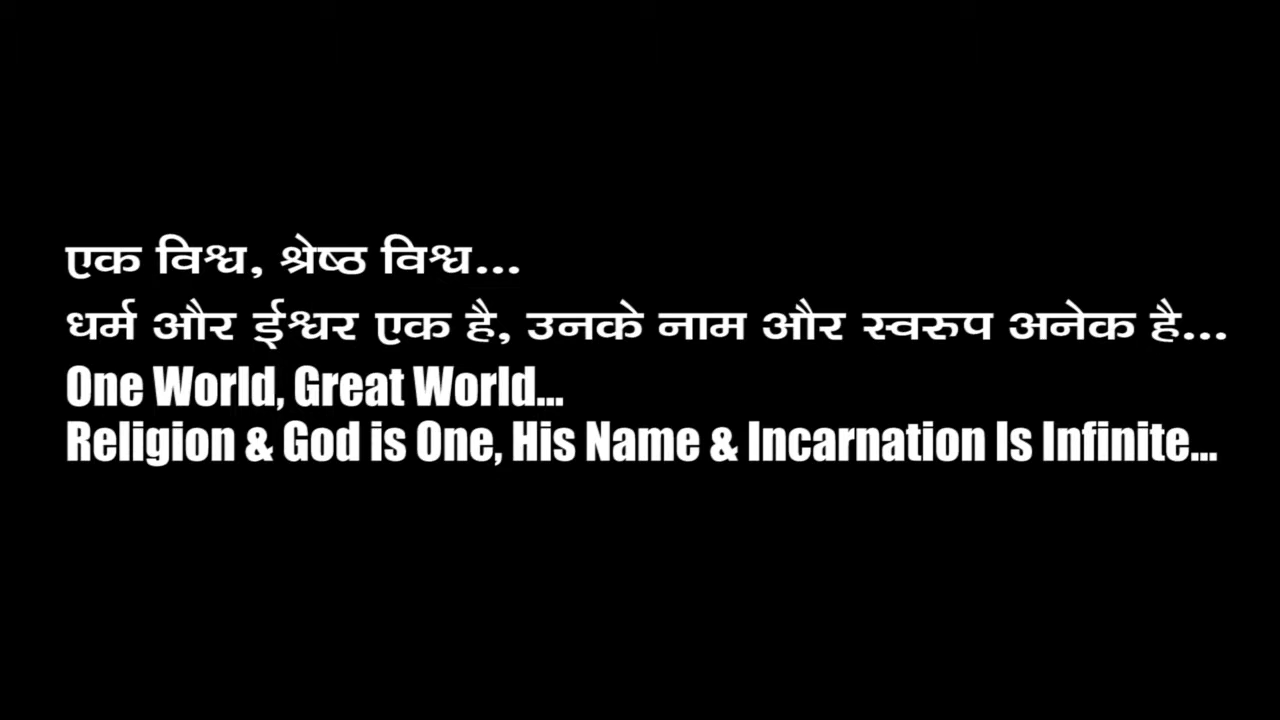 एक विश्व, श्रेष्ठ विश्व...
धर्म और ईश्वर एक है, उनके नाम और स्वरुप अनेक है...
One World, Great World...
Religion & God is One, His Name & Incarnation Is Infinite...